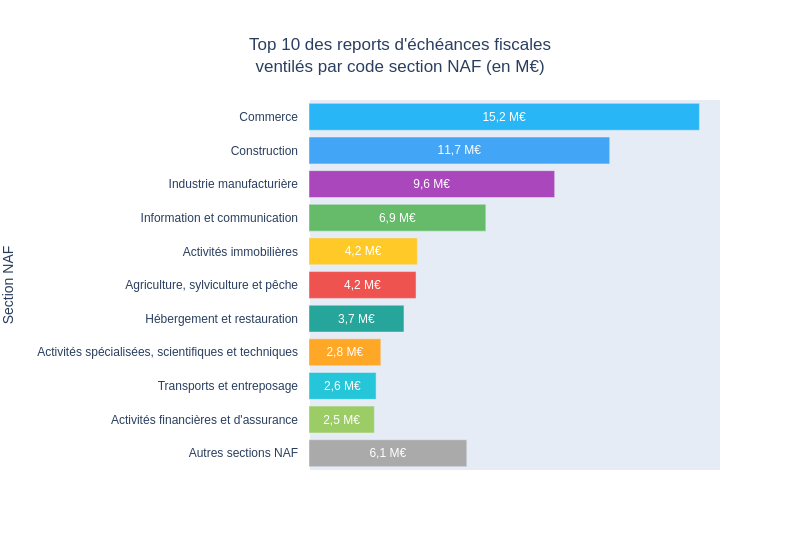 Top 10 des reports d'échéances fiscales
ventilés par code section NAF (en M€)
Section NAF
Commerce 15,2 M€
Construction 11,7 M€
Industrie manufacturière 9,6 M€
Information et communication 6,9 M€
Activités immobilières 4,2 M€
Agriculture, sylviculture et pêche 4,2 M€
Hébergement et restauration 3,7 M€
Activités spécialisées, scientifiques et techniques 2,8 M€
Transports et entreposage 2,6 M€
Activités financières et d'assurance 2,5 M€
Autres sections NAF 6,1 M€